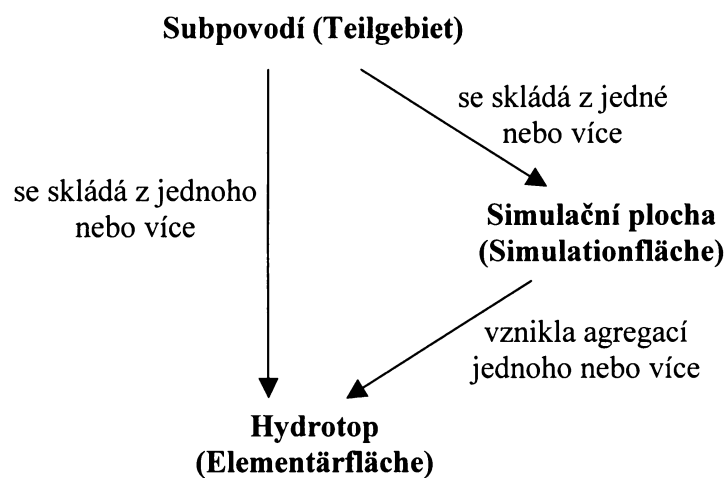 Subpovodí (Teilgebiet)
se skládá z jedné
nebo více
se skládá z jednoho
nebo více
Simulační plocha
(Simulationfläche)
vznikla agregací
jednoho nebo více
Hydrotop
(Elementärfläche)